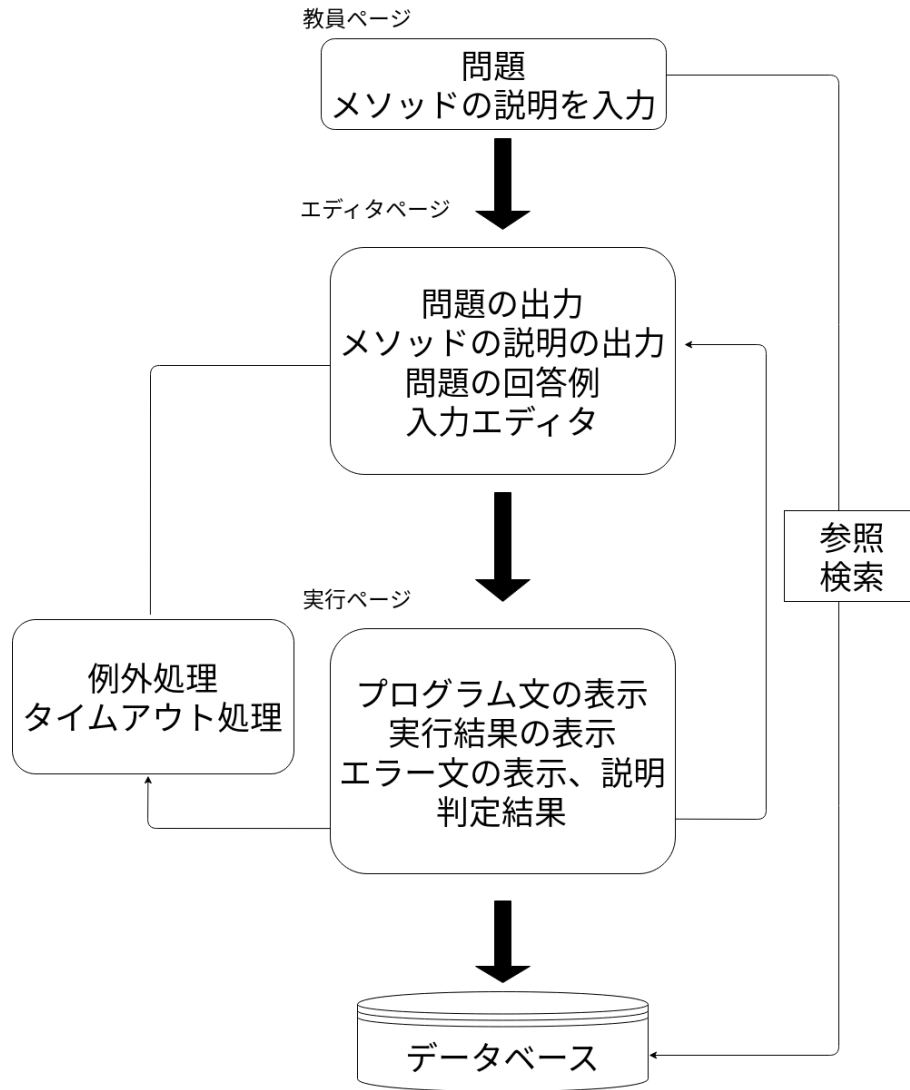 教員ページ
問題
メソッドの説明を入力
エディタページ
問題の出力
メソッドの説明の出力
問題の回答例
入力エディタ
参照
検索
実行ページ
例外処理
タイムアウト処理
プログラム文の表示
実行結果の表示
エラー文の表示、説明
判定結果
データベース